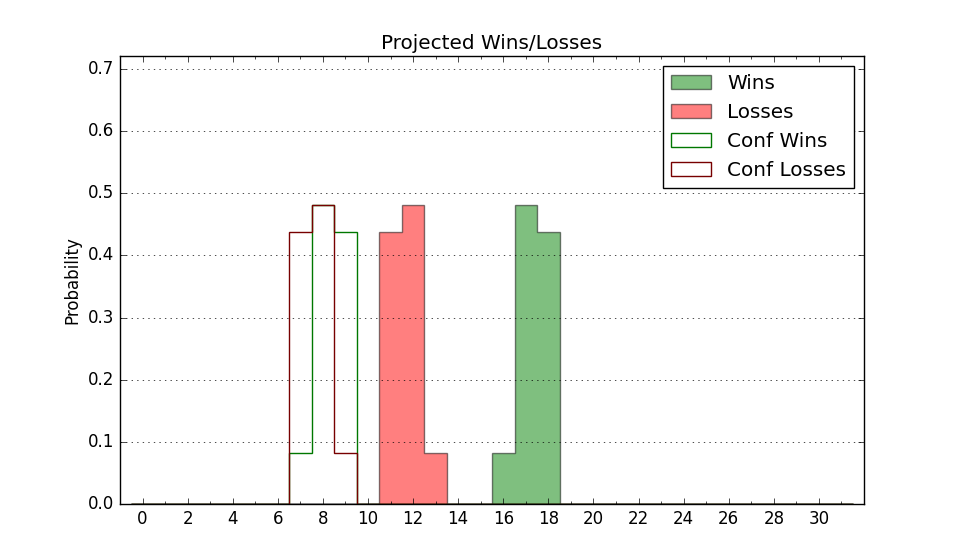 Projected Wins/Losses
Probability
0.7
0.6
0.5
0.4
0.3
0.2
0.1
0.0
Wins
Losses
Conf Wins
Conf Losses
0 2 4 6 8 10 12 14 16 18 20 22 24 26 28 30